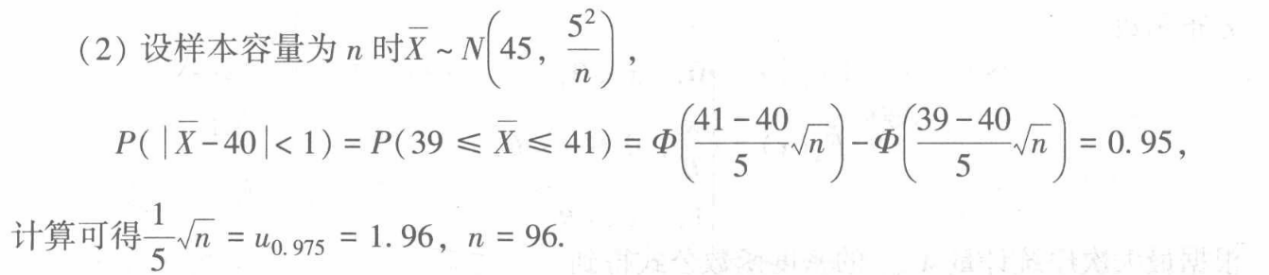 (2) 设样本容量为 n 时 X̄ ~ N(45, 5²/n),
P(|X̄-40|< 1) = P(39 ≤ X̄ ≤ 41) = Φ((41-40)/5 √n) - Φ((39-40)/5 √n) = 0.95,
计算可得 1/5 √n = u₀.₉₇₅ = 1.96, n = 96.